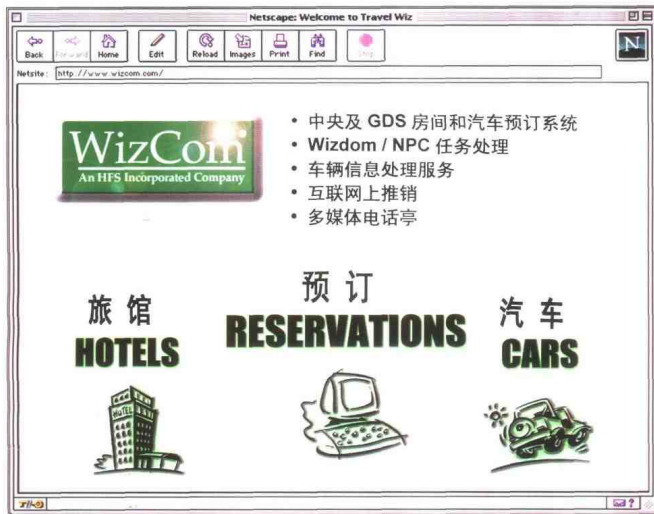 Netscape: Welcome to Travel Wiz
Back Forward Home Edit Reload Images Print Find Stop
N
Netsite: http://www.wizcom.com/
WizCom
An HFS Incorporated Company
• 中央及 GDS 房间和汽车预订系统
• Wizdom / NPC 任务处理
• 车辆信息处理服务
• 互联网上推销
• 多媒体电话亭
预订
RESERVATIONS
旅馆
HOTELS
汽车
CARS
HOTEL
?